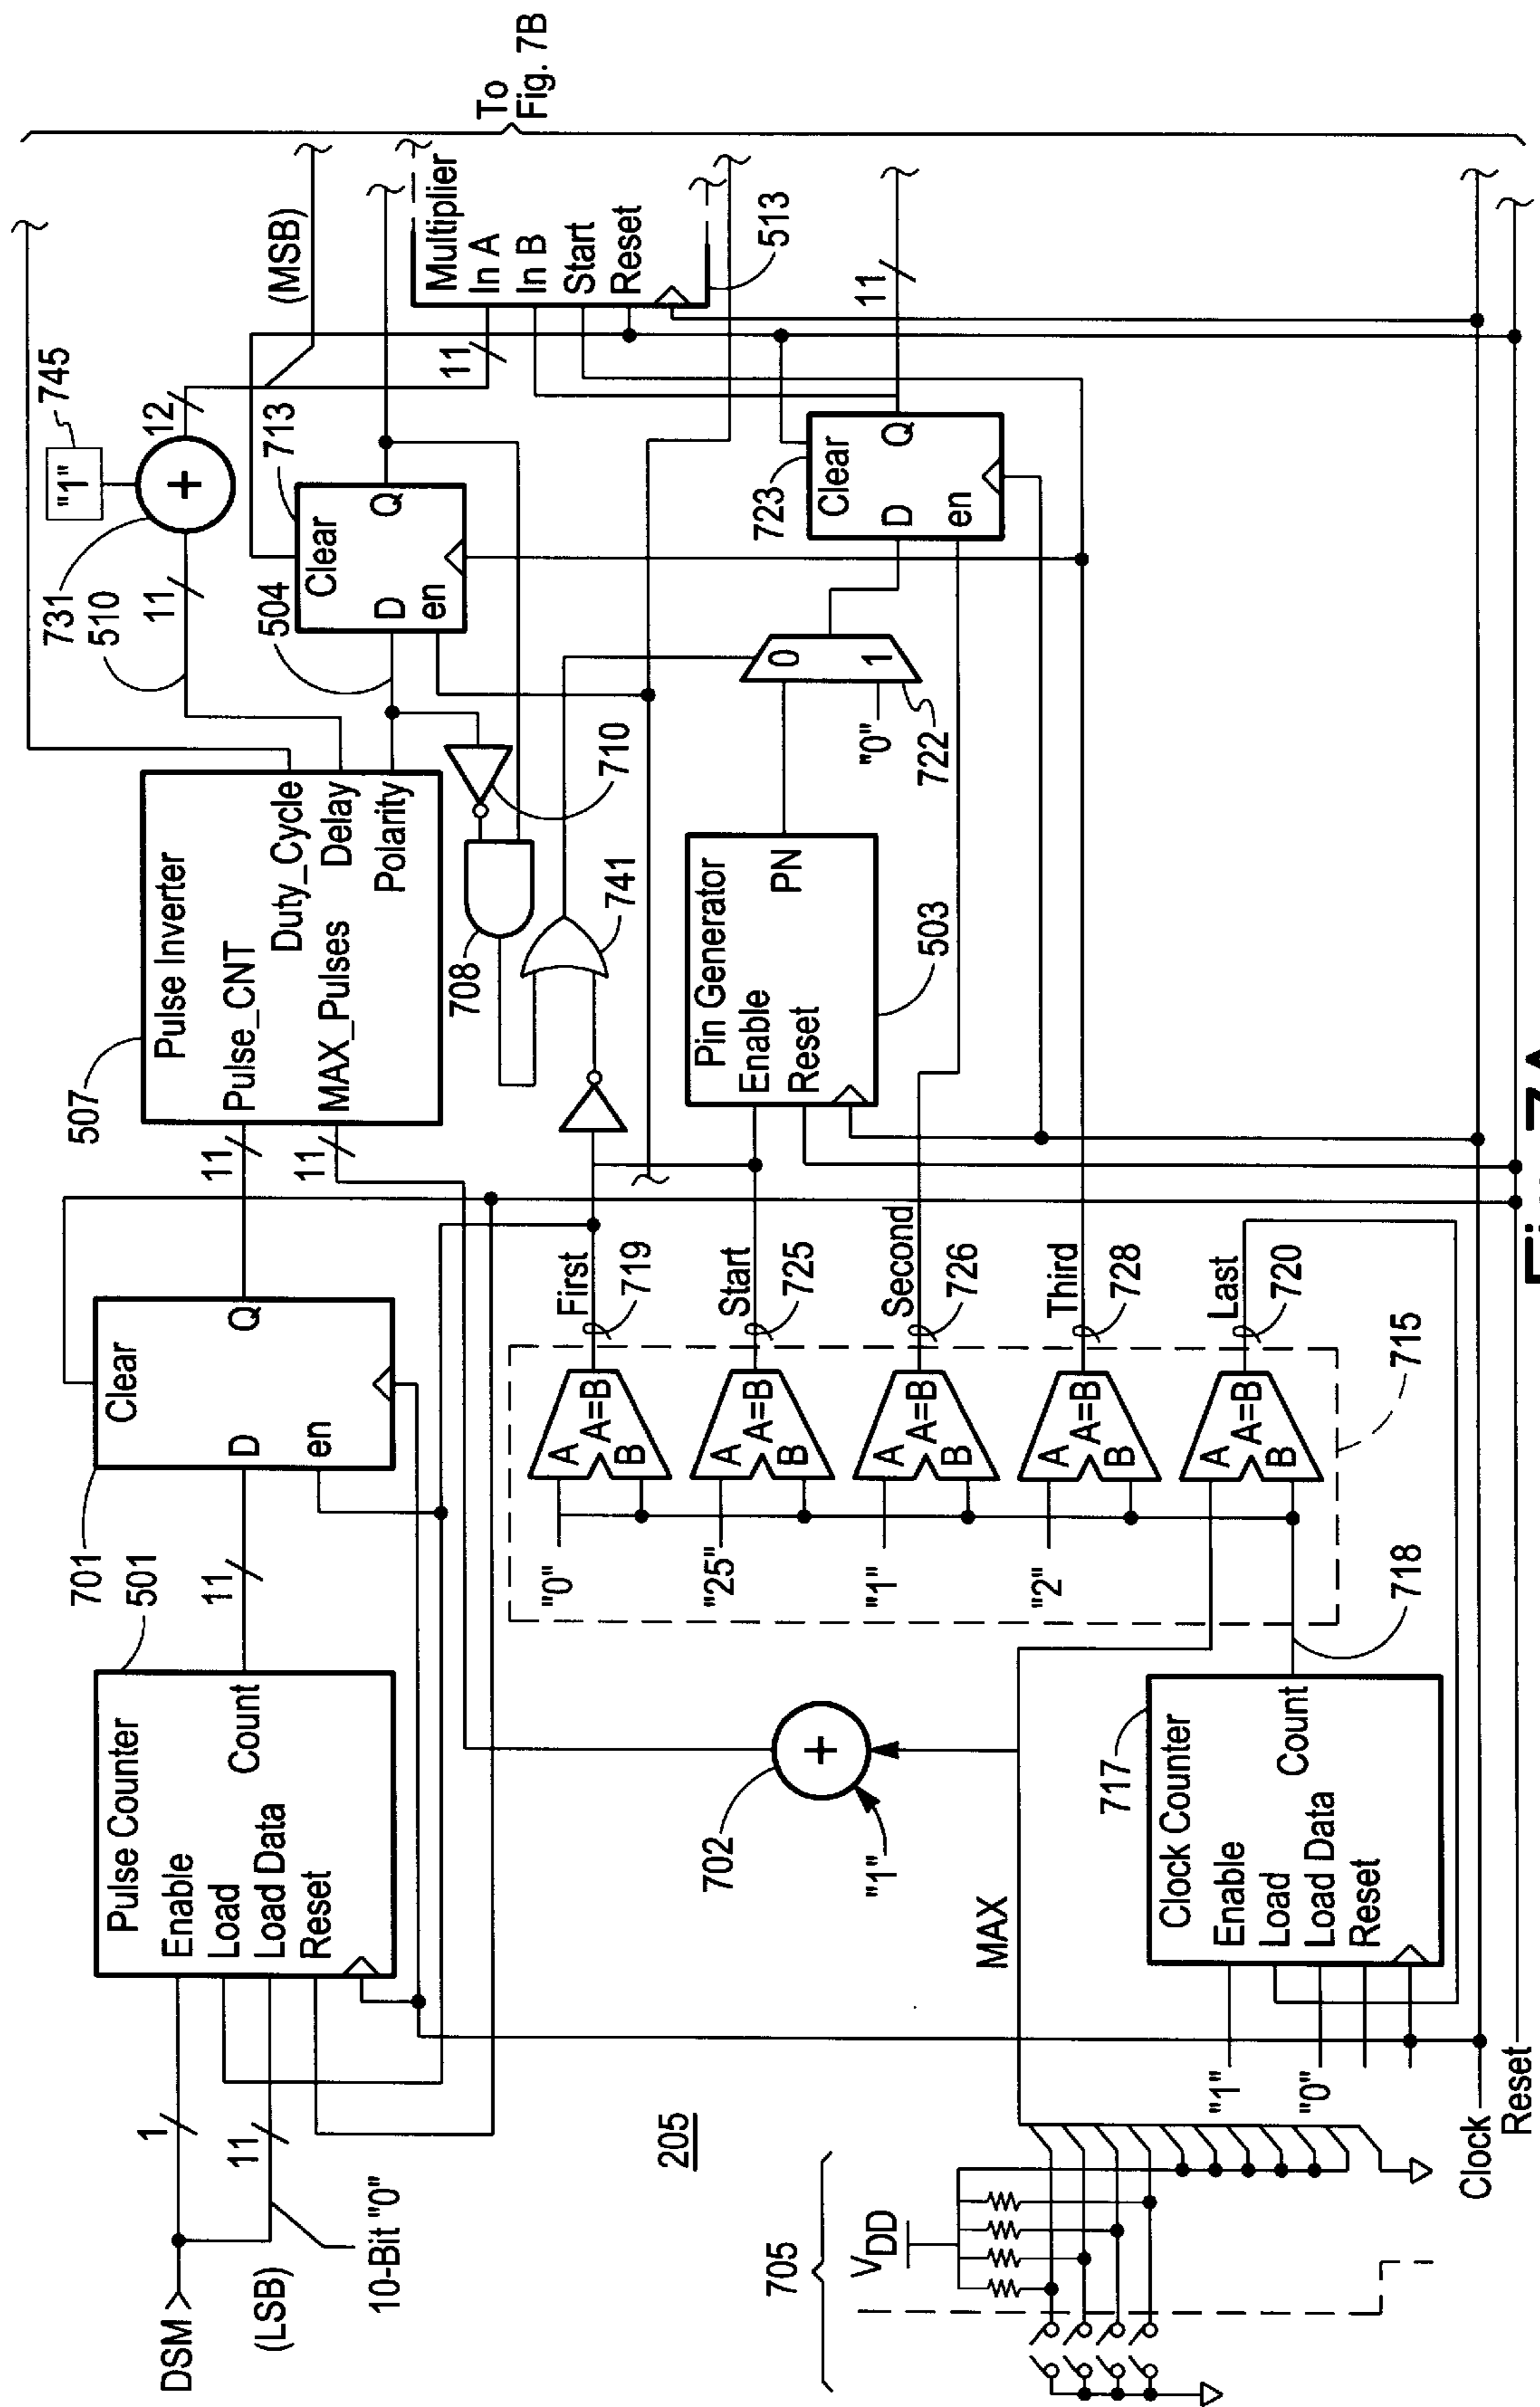 DSM
(LSB)
10-Bit "0"
1
11
Pulse Counter
Enable
Load
Load Data
Reset
Count
501
11
701
Clear
D
Q
en
11
11
507
Pulse Inverter
Pulse_CNT
MAX_Pulses
Duty_Cycle
Delay
Polarity
510
11
731
+
"1"
745
12
(MSB)
504
713
Clear
D
Q
en
11
Multiplier
In A
In B
Start
Reset
513
To
Fig. 7B
708
710
741
205
702
+
"1"
"0"
A
A=B
B
First
719
"25"
A
A=B
B
Start
725
"1"
A
A=B
B
Second
726
"2"
A
A=B
B
Third
728
A
A=B
B
Last
720
715
718
Pin Generator
Enable
Reset
PN
503
0
1
"0"
722
723
Clear
D
Q
en
11
705
VDD
MAX
717
Clock Counter
Enable
Load
Load Data
Reset
Count
"1"
"0"
Clock
Reset